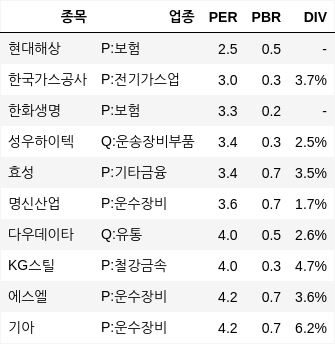 종목 업종 PER PBR DIV
현대해상 P:보험 2.5 0.5 -
한국가스공사 P:전기가스업 3.0 0.3 3.7%
한화생명 P:보험 3.3 0.2 -
성우하이텍 Q:운송장비부품 3.4 0.3 2.5%
효성 P:기타금융 3.4 0.7 3.5%
명신산업 P:운수장비 3.6 0.7 1.7%
다우데이타 Q:유통 4.0 0.5 2.6%
KG스틸 P:철강금속 4.0 0.3 4.7%
에스엘 P:운수장비 4.2 0.7 3.6%
기아 P:운수장비 4.2 0.7 6.2%